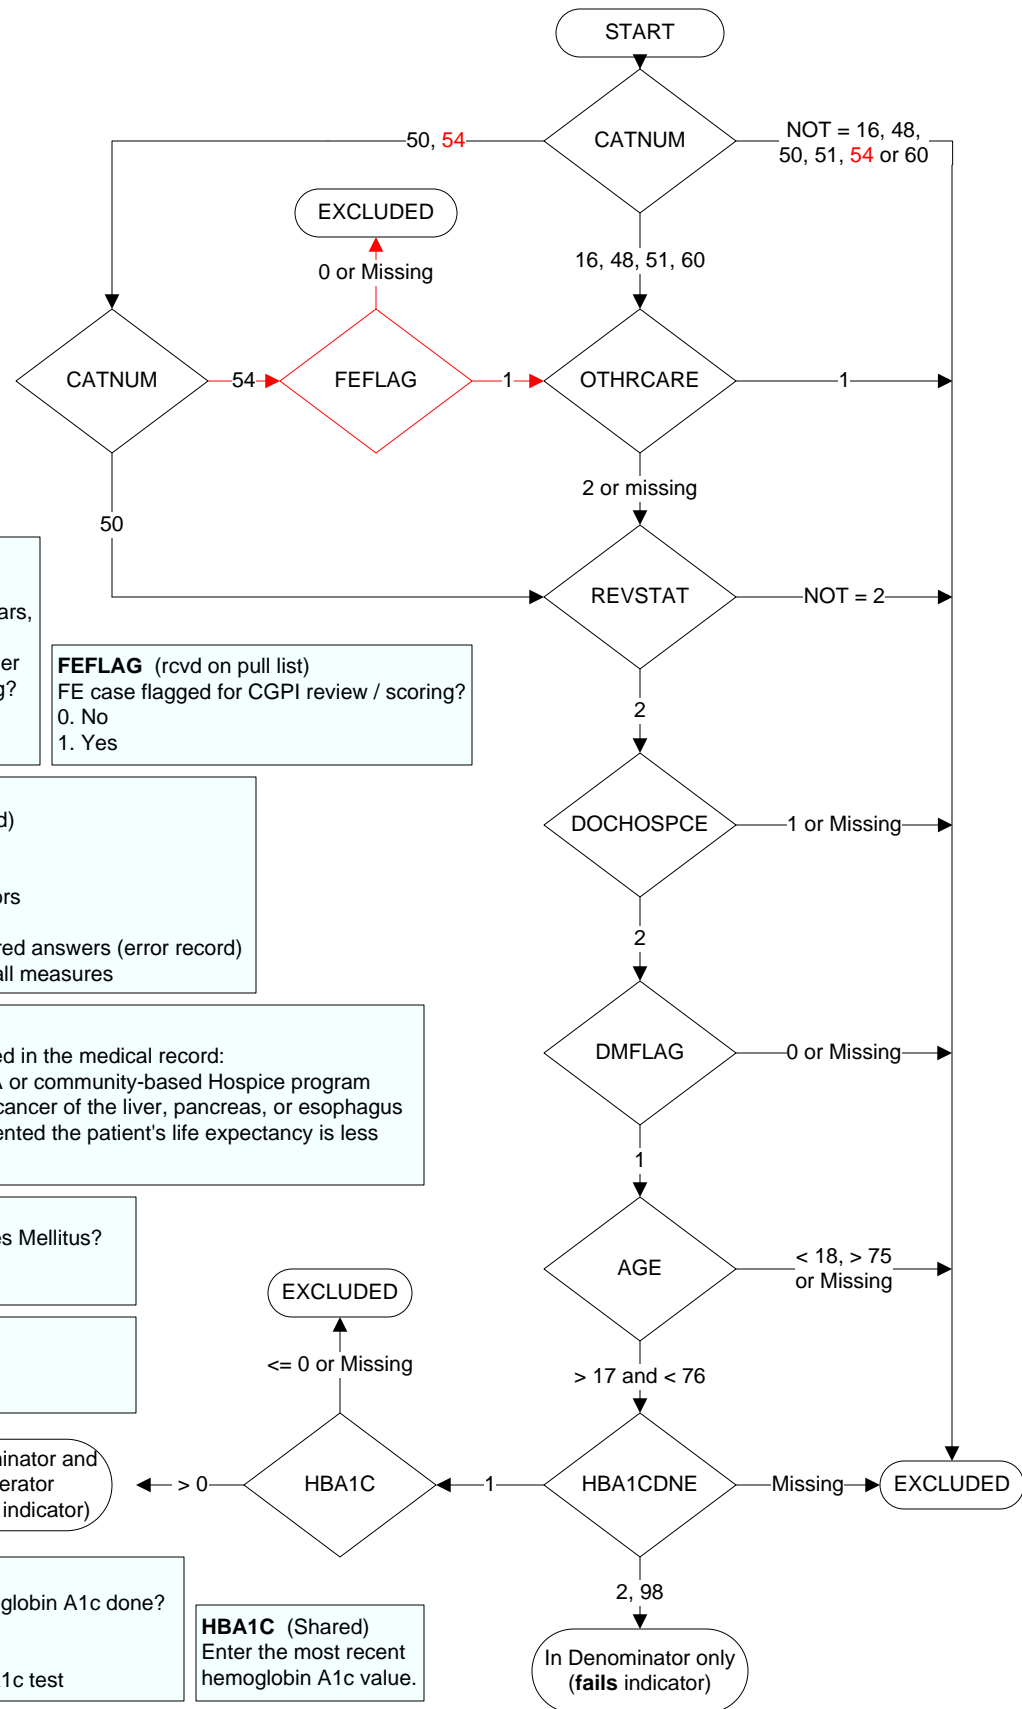 START
CATNUM
50, 54
NOT = 16, 48,
50, 51, 54 or 60
EXCLUDED
0 or Missing
16, 48, 51, 60
CATNUM
54
FEFLAG
1
OTHRCARE
1
2 or missing
50
REVSTAT
NOT = 2
er
g?
FEFLAG (rcvd on pull list)
FE case flagged for CGPI review / scoring?
0. No
1. Yes
2
d)
ors
red answers (error record)
all measures
DOCHOSPCE
1 or Missing
2
ed in the medical record:
A or community-based Hospice program
cancer of the liver, pancreas, or esophagus
ented the patient's life expectancy is less
DMFLAG
0 or Missing
1
es Mellitus?
AGE
< 18, > 75
or Missing
EXCLUDED
<= 0 or Missing
> 17 and < 76
minator and
erator
indicator)
> 0
HBA1C
1
HBA1CDNE
Missing
EXCLUDED
2, 98
globin A1c done?
A1c test
HBA1C (Shared)
Enter the most recent
hemoglobin A1c value.
In Denominator only
(fails indicator)